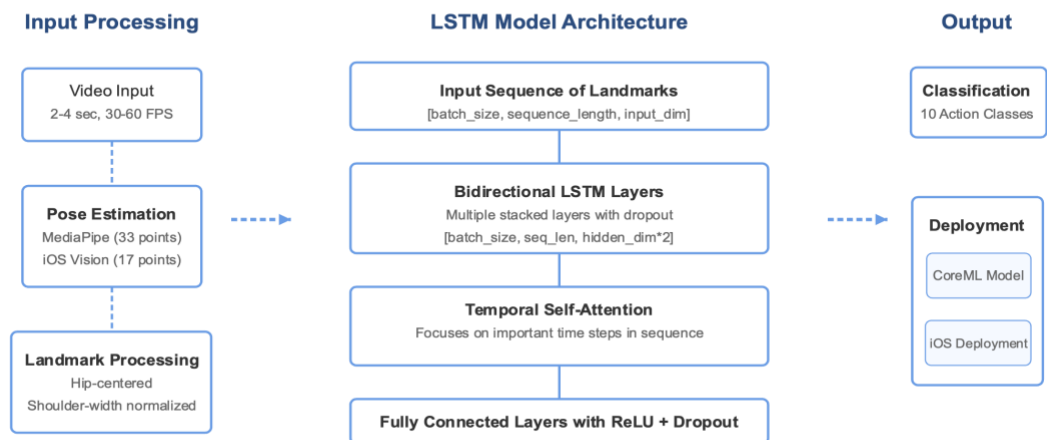 Input Processing
Video Input
2-4 sec, 30-60 FPS
Pose Estimation
MediaPipe (33 points)
iOS Vision (17 points)
Landmark Processing
Hip-centered
Shoulder-width normalized
LSTM Model Architecture
Input Sequence of Landmarks
[batch_size, sequence_length, input_dim]
Bidirectional LSTM Layers
Multiple stacked layers with dropout
[batch_size, seq_len, hidden_dim*2]
Temporal Self-Attention
Focuses on important time steps in sequence
Fully Connected Layers with ReLU + Dropout
Output
Classification
10 Action Classes
Deployment
CoreML Model
iOS Deployment